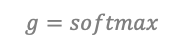 g = softmax